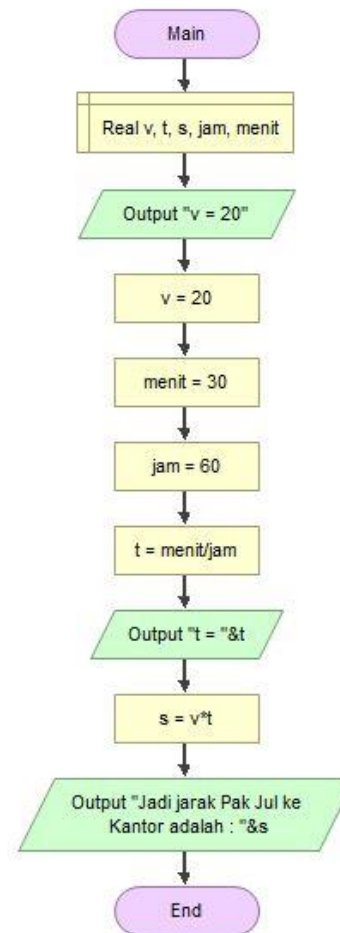 Main
Real v, t, s, jam, menit
Output "v = 20"
v = 20
menit = 30
jam = 60
t = menit/jam
Output "t = "&t
s = v*t
Output "Jadi jarak Pak Jul ke
Kantor adalah : "&s
End